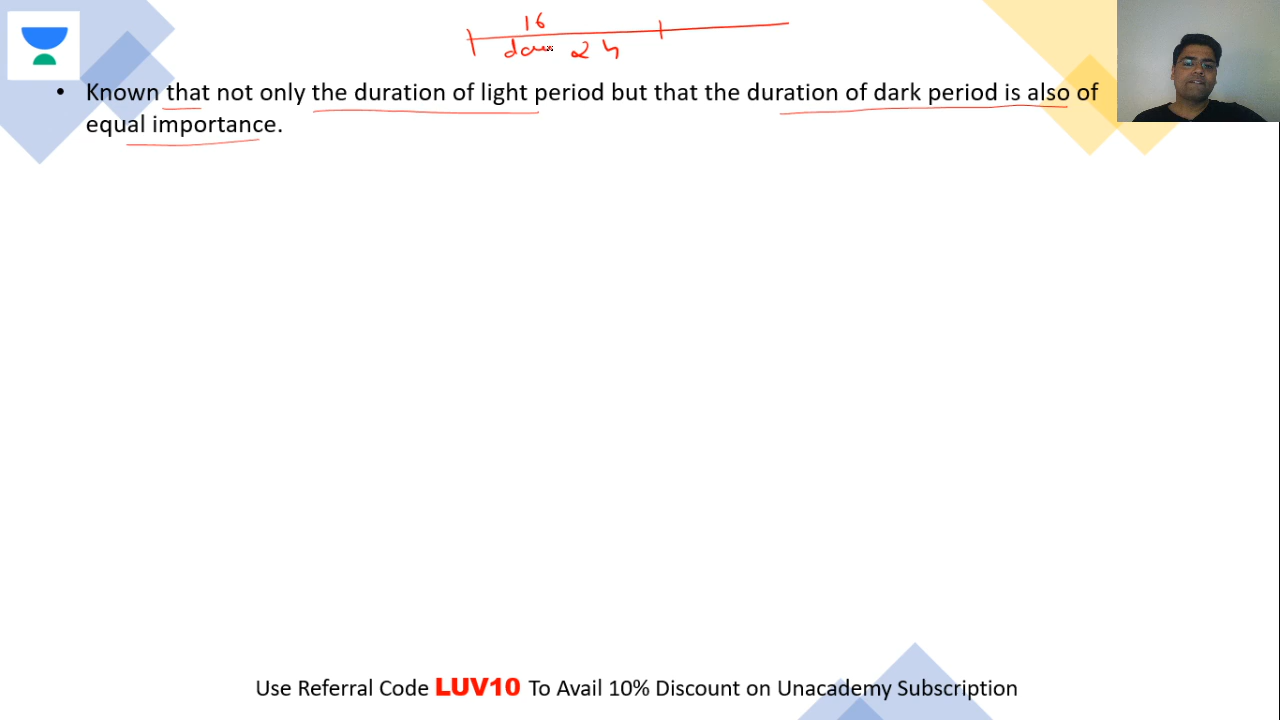 16
2 h
• Known that not only the duration of light period but that the duration of dark period is also of
equal importance.
Use Referral Code LUV10 To Avail 10% Discount on Unacademy Subscription